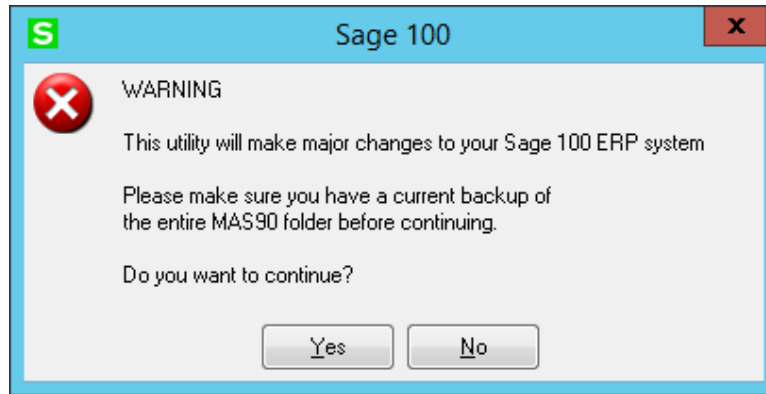 S
Sage 100
x
WARNING
This utility will make major changes to your Sage 100 ERP system
Please make sure you have a current backup of
the entire MAS90 folder before continuing.
Do you want to continue?
Yes
No